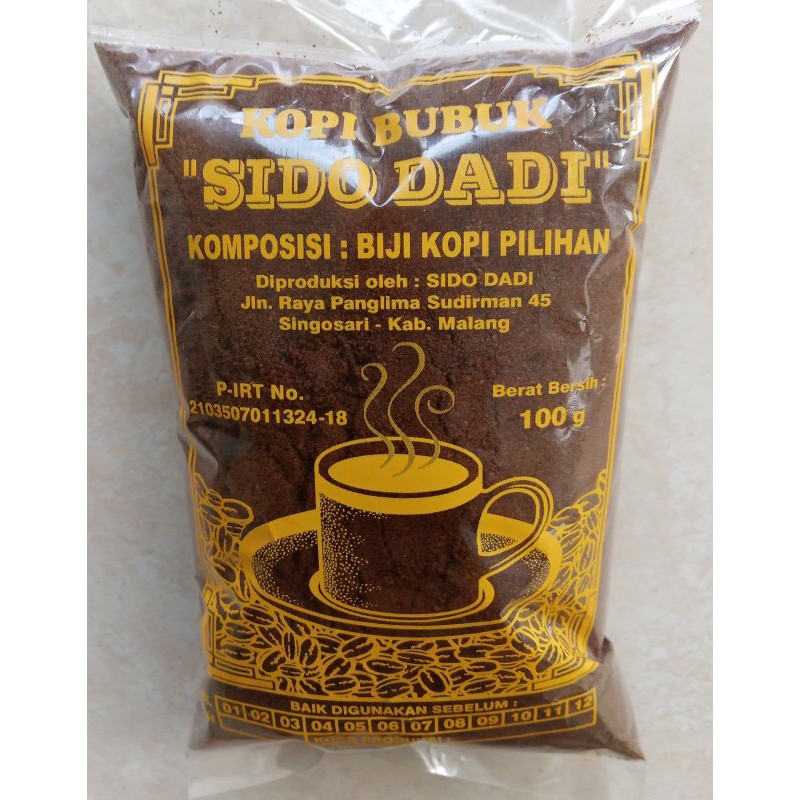 KOPI BUBUK
"SIDO DADI"
KOMPOSISI : BIJI KOPI PILIHAN
Diproduksi oleh : SIDO DADI
Jln. Raya Panglima Sudirman 45
Singosari - Kab. Malang
P-IRT No.
2103507011324-18
Berat Bersih :
100 g
BAIK DIGUNAKAN SEBELUM :
01 02 03 04 05 06 07 08 09 10 11 12